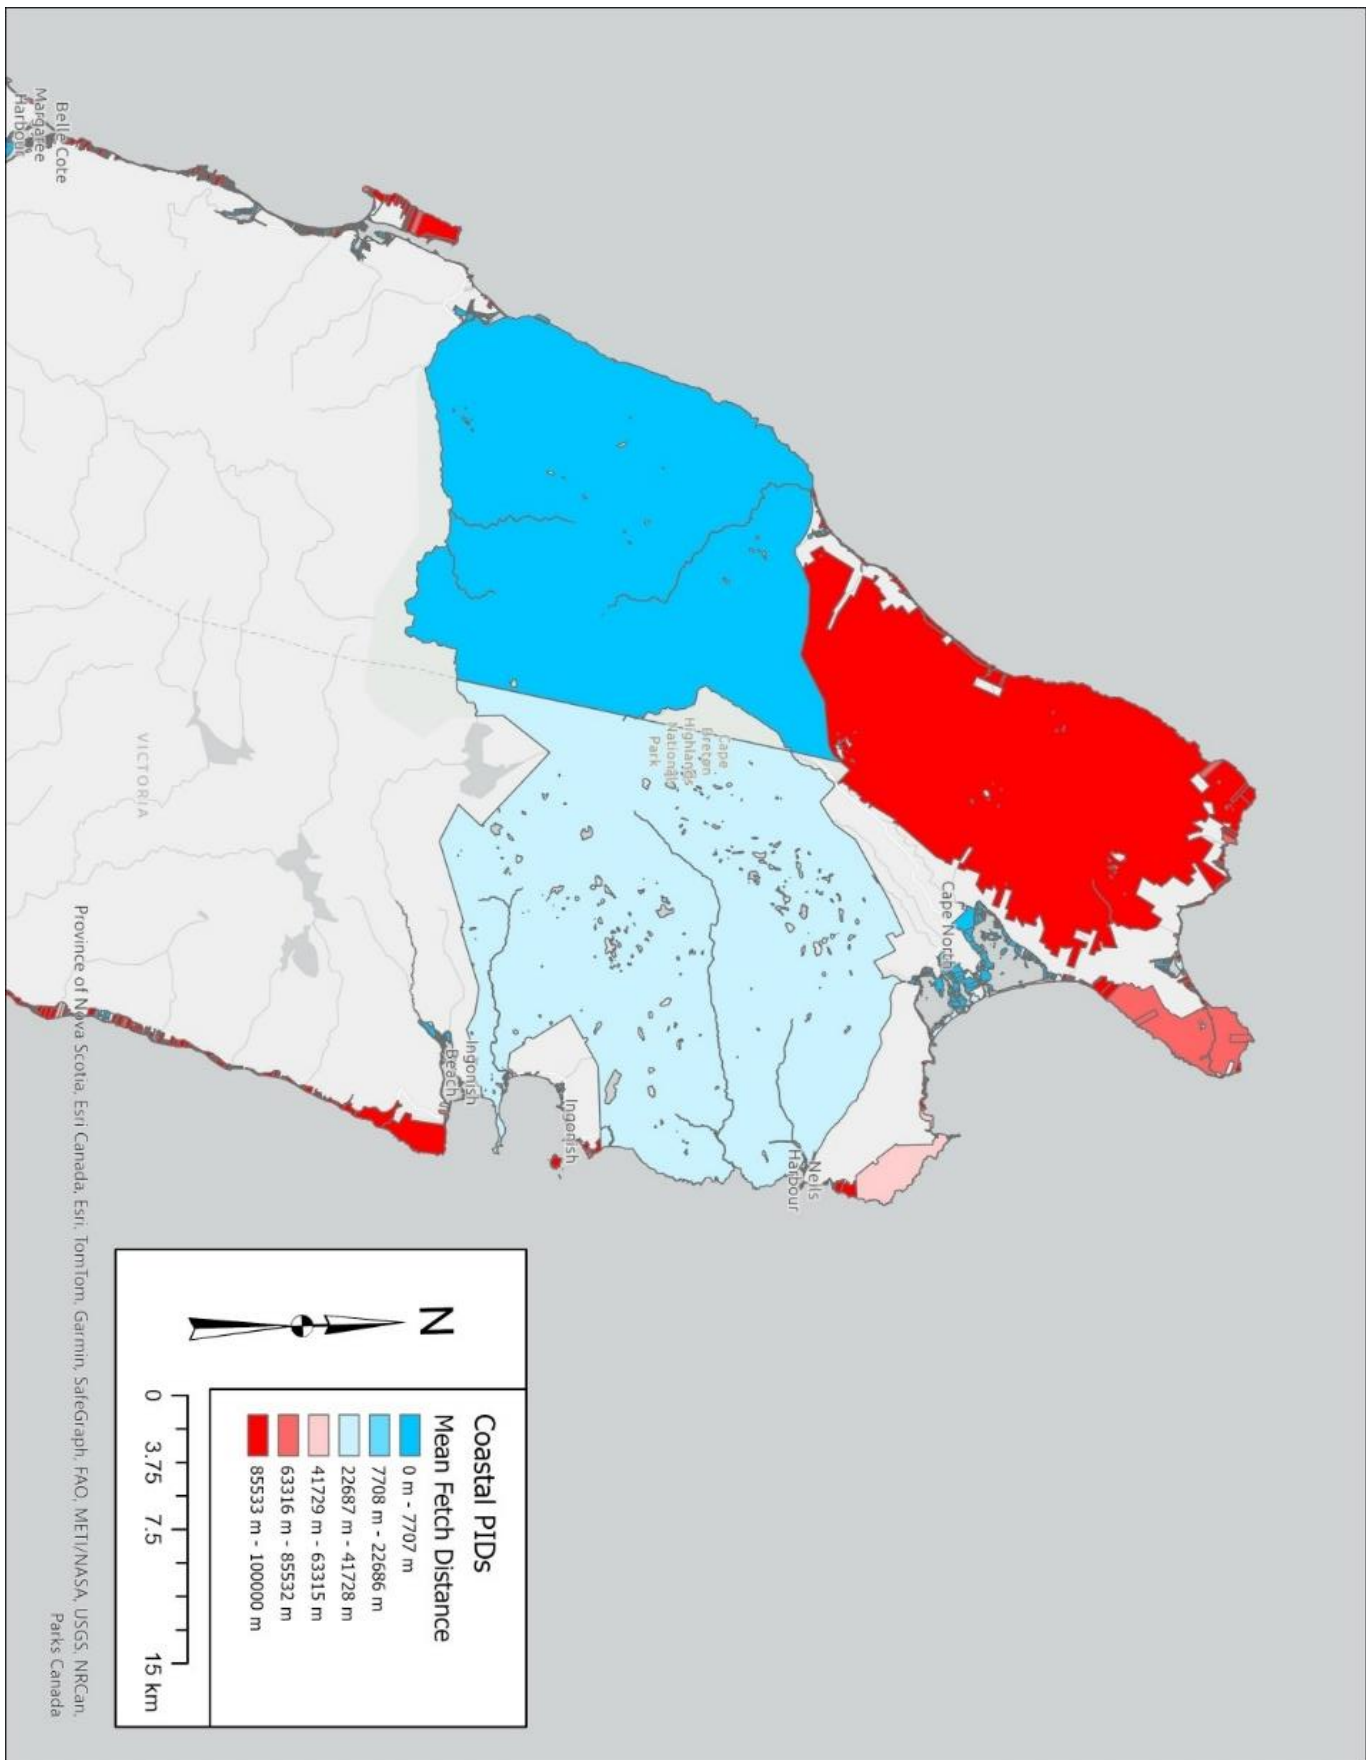 Belle Cote
Margaree
Harbour
Cape North
Cape
Breton
Highlands
National
Park
VICTORIA
Neils
Harbour
Ingonish
Ingonish
Beach
Coastal PIDs
Mean Fetch Distance
0 m - 7707 m
7708 m - 22686 m
22687 m - 41728 m
41729 m - 63315 m
63316 m - 85532 m
85533 m - 100000 m
N
0 3.75 7.5 15 km
Province of Nova Scotia, Esri Canada, Esri, TomTom, Garmin, SafeGraph, FAO, METI/NASA, USGS, NRCan,
Parks Canada